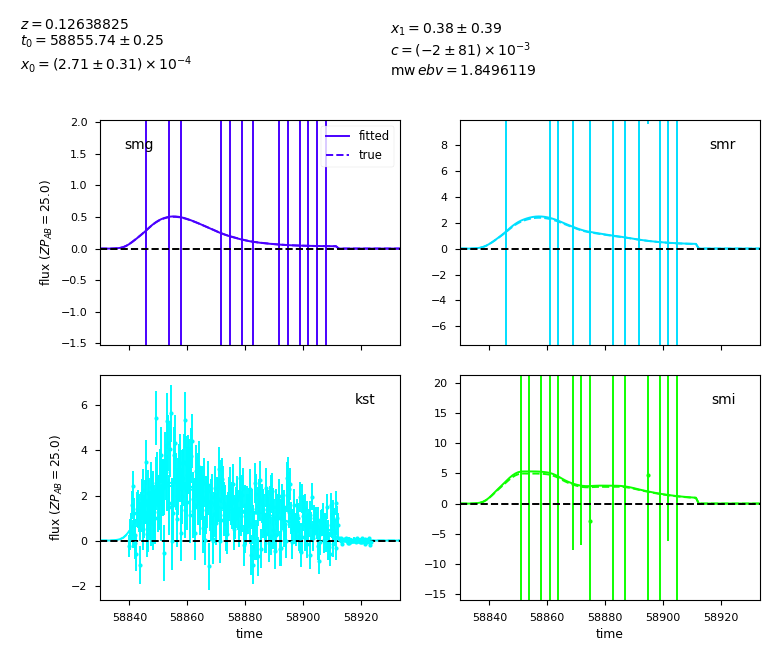 z = 0.12638825
t₀ = 58855.74 ± 0.25
x₀ = (2.71 ± 0.31) × 10⁻⁴
x₁ = 0.38 ± 0.39
c = (−2 ± 81) × 10⁻³
mw ebv = 1.8496119
smg
fitted
true
2.0
1.5
1.0
0.5
0.0
−0.5
−1.0
−1.5
flux (ZP_AB = 25.0)
smr
8
6
4
2
0
−2
−4
−6
kst
6
4
2
0
−2
flux (ZP_AB = 25.0)
58840 58860 58880 58900 58920
time
smi
20
15
10
5
0
−5
−10
−15
58840 58860 58880 58900 58920
time